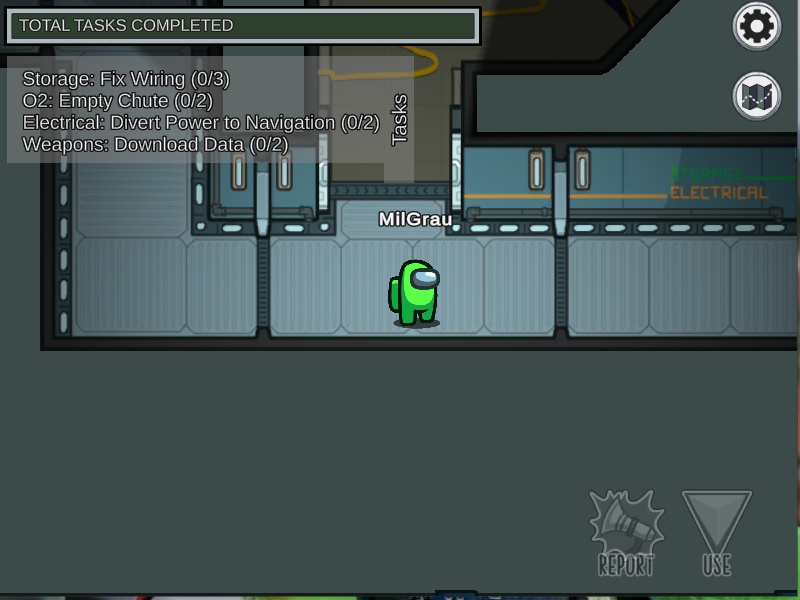 TOTAL TASKS COMPLETED
Storage: Fix Wiring (0/3)
O2: Empty Chute (0/2)
Electrical: Divert Power to Navigation (0/2)
Weapons: Download Data (0/2)
Tasks
STORAGE
ELECTRICAL
MilGrau
REPORT
USE